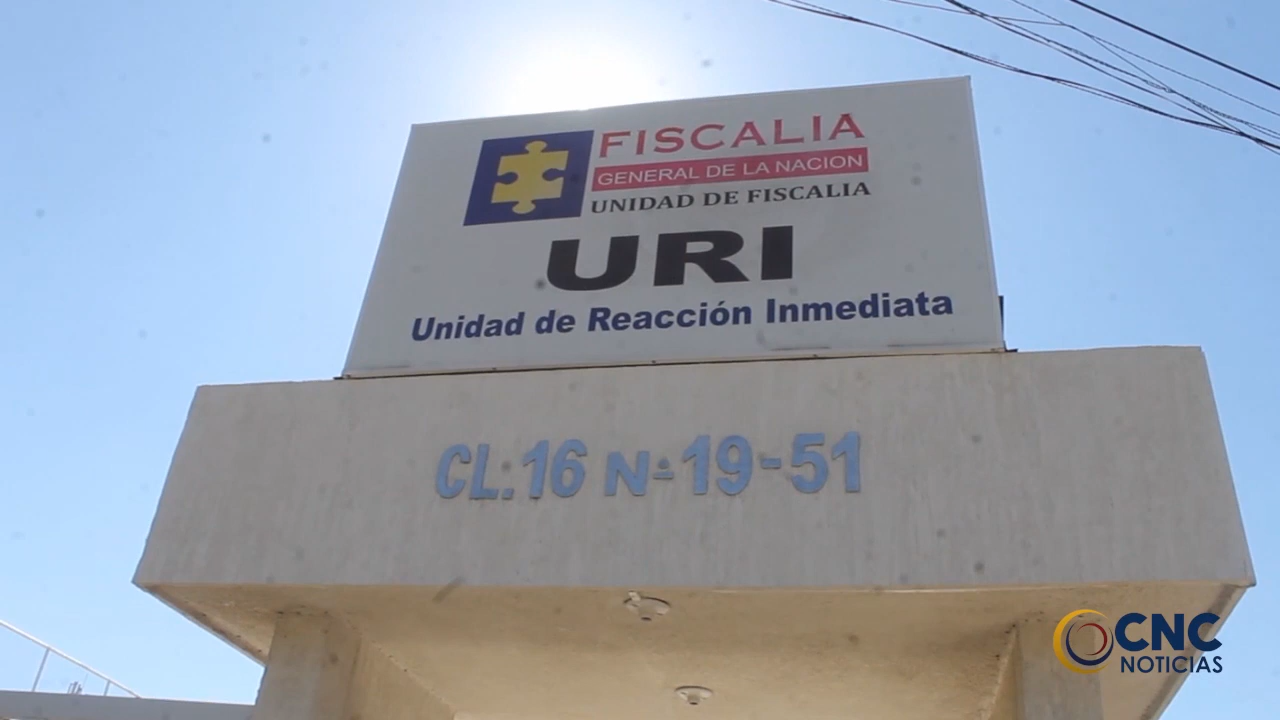 FISCALIA
GENERAL DE LA NACION
UNIDAD DE FISCALIA
URI
Unidad de Reacción Inmediata
CL.16 Nº 19-51
CNC
NOTICIAS